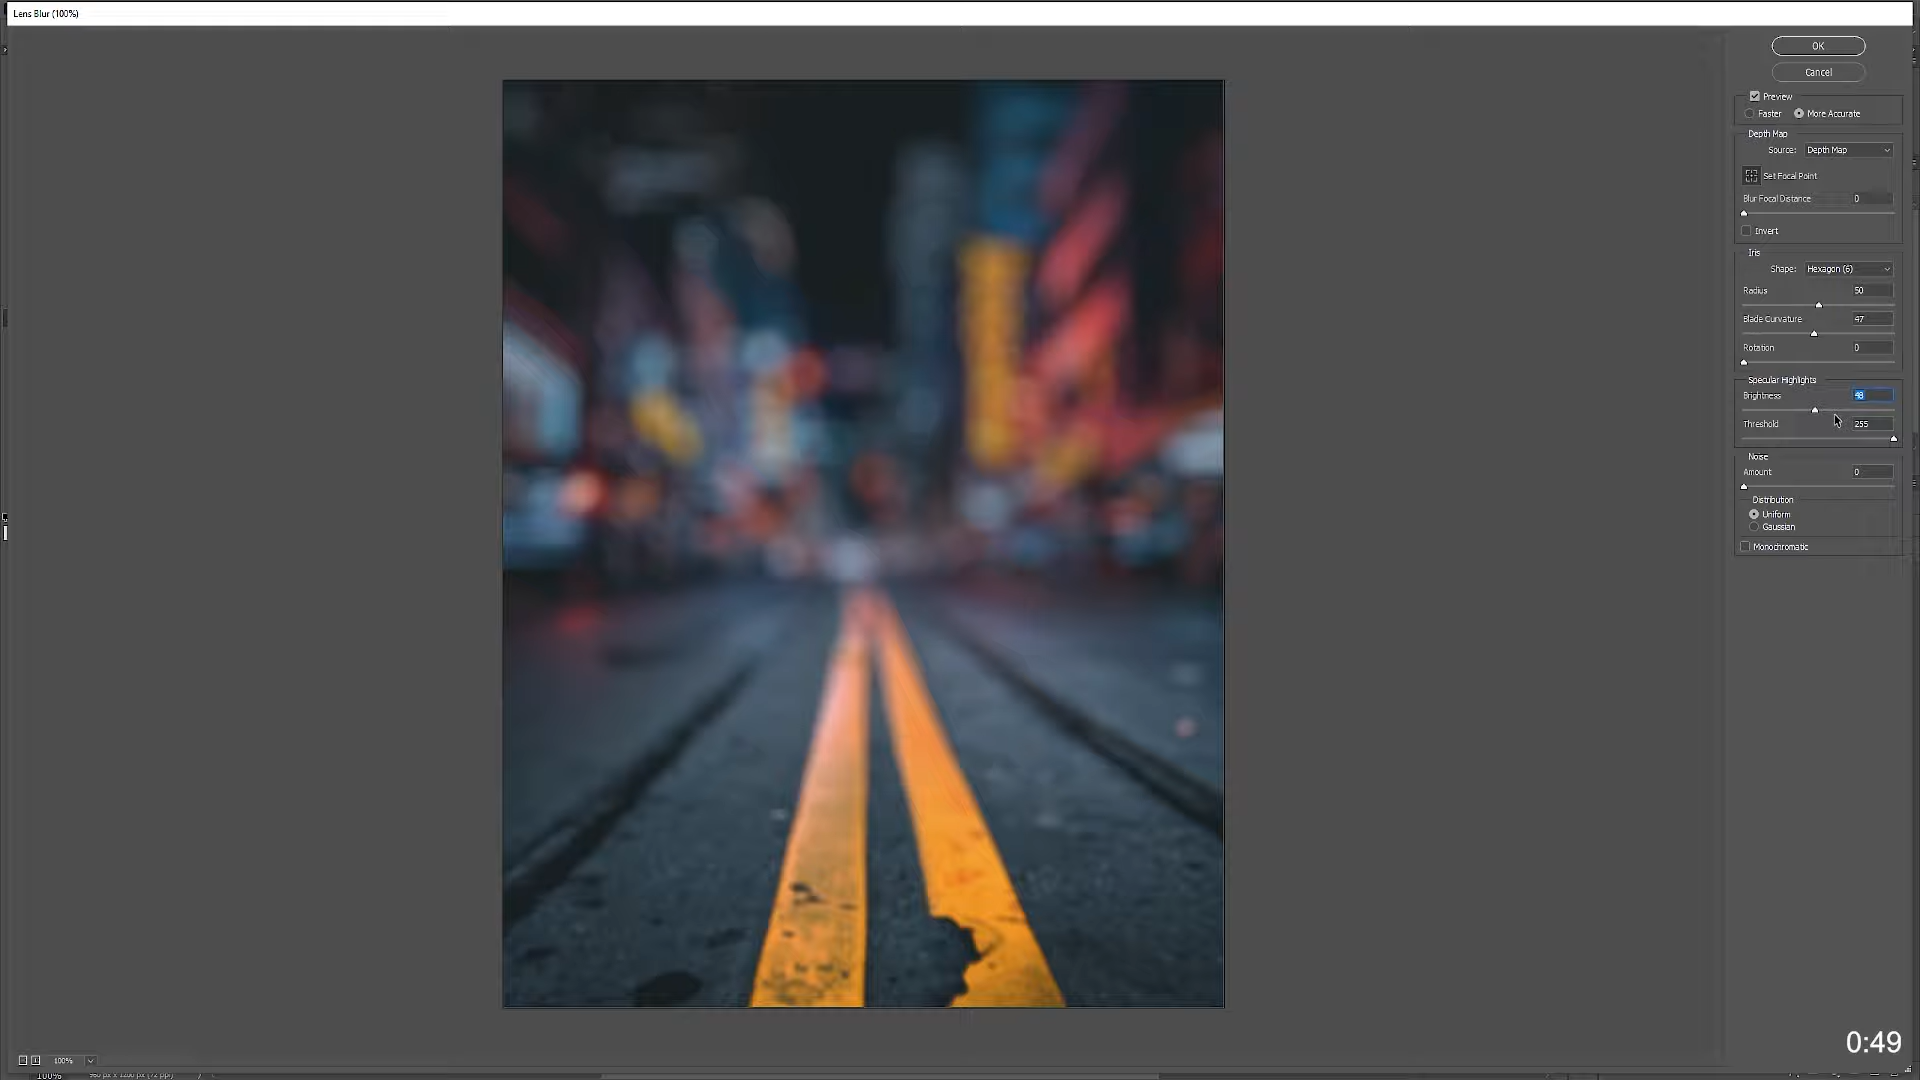 Lens Blur (100%)
OK
Cancel
Preview
Faster More Accurate
Depth Map
Source: Depth Map
Set Focal Point
Blur Focal Distance 0
Invert
Iris
Shape: Hexagon (6)
Radius 50
Blade Curvature 47
Rotation 0
Specular Highlights
Brightness 48
Threshold 255
Noise
Amount 0
Distribution
Uniform
Gaussian
Monochromatic
0:49
100%
100%